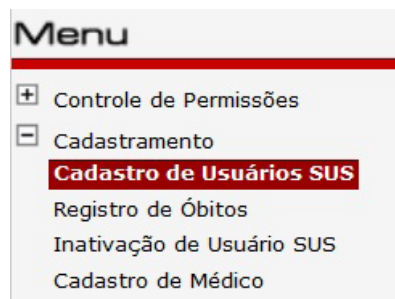 Menu
Controle de Permissões
Cadastramento
Cadastro de Usuários SUS
Registro de Óbitos
Inativação de Usuário SUS
Cadastro de Médico